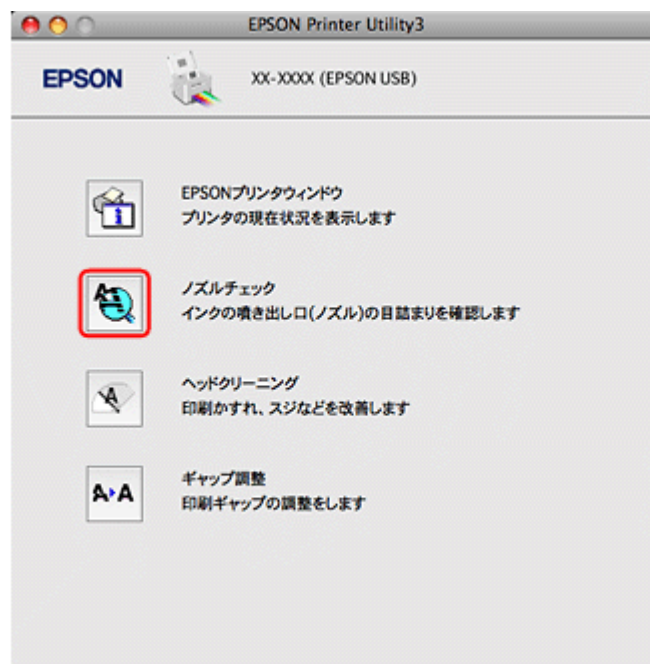 EPSON Printer Utility3
EPSON
XX-XXXX (EPSON USB)
EPSONプリンタウィンドウ
プリンタの現在状況を表示します
ノズルチェック
インクの噴き出し口(ノズル)の目詰まりを確認します
ヘッドクリーニング
印刷かすれ、スジなどを改善します
ギャップ調整
印刷ギャップの調整をします
A▸A